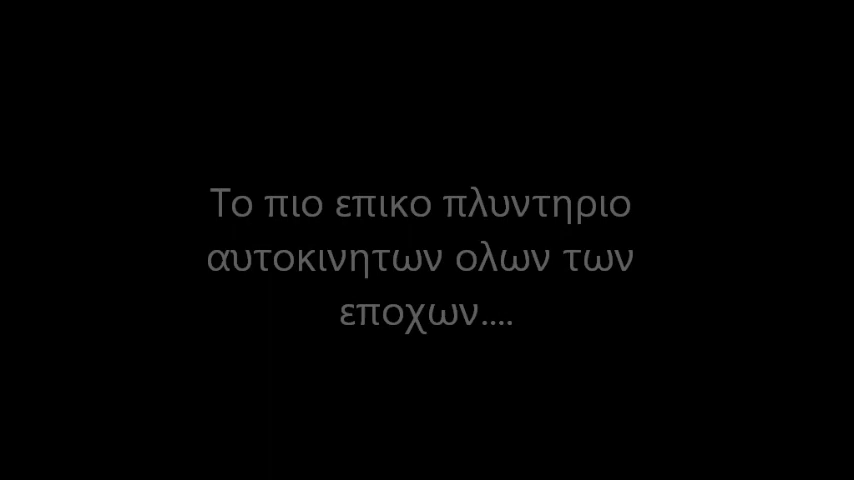 Το πιο επικο πλυντηριο
αυτοκινητων ολων των
εποχων....